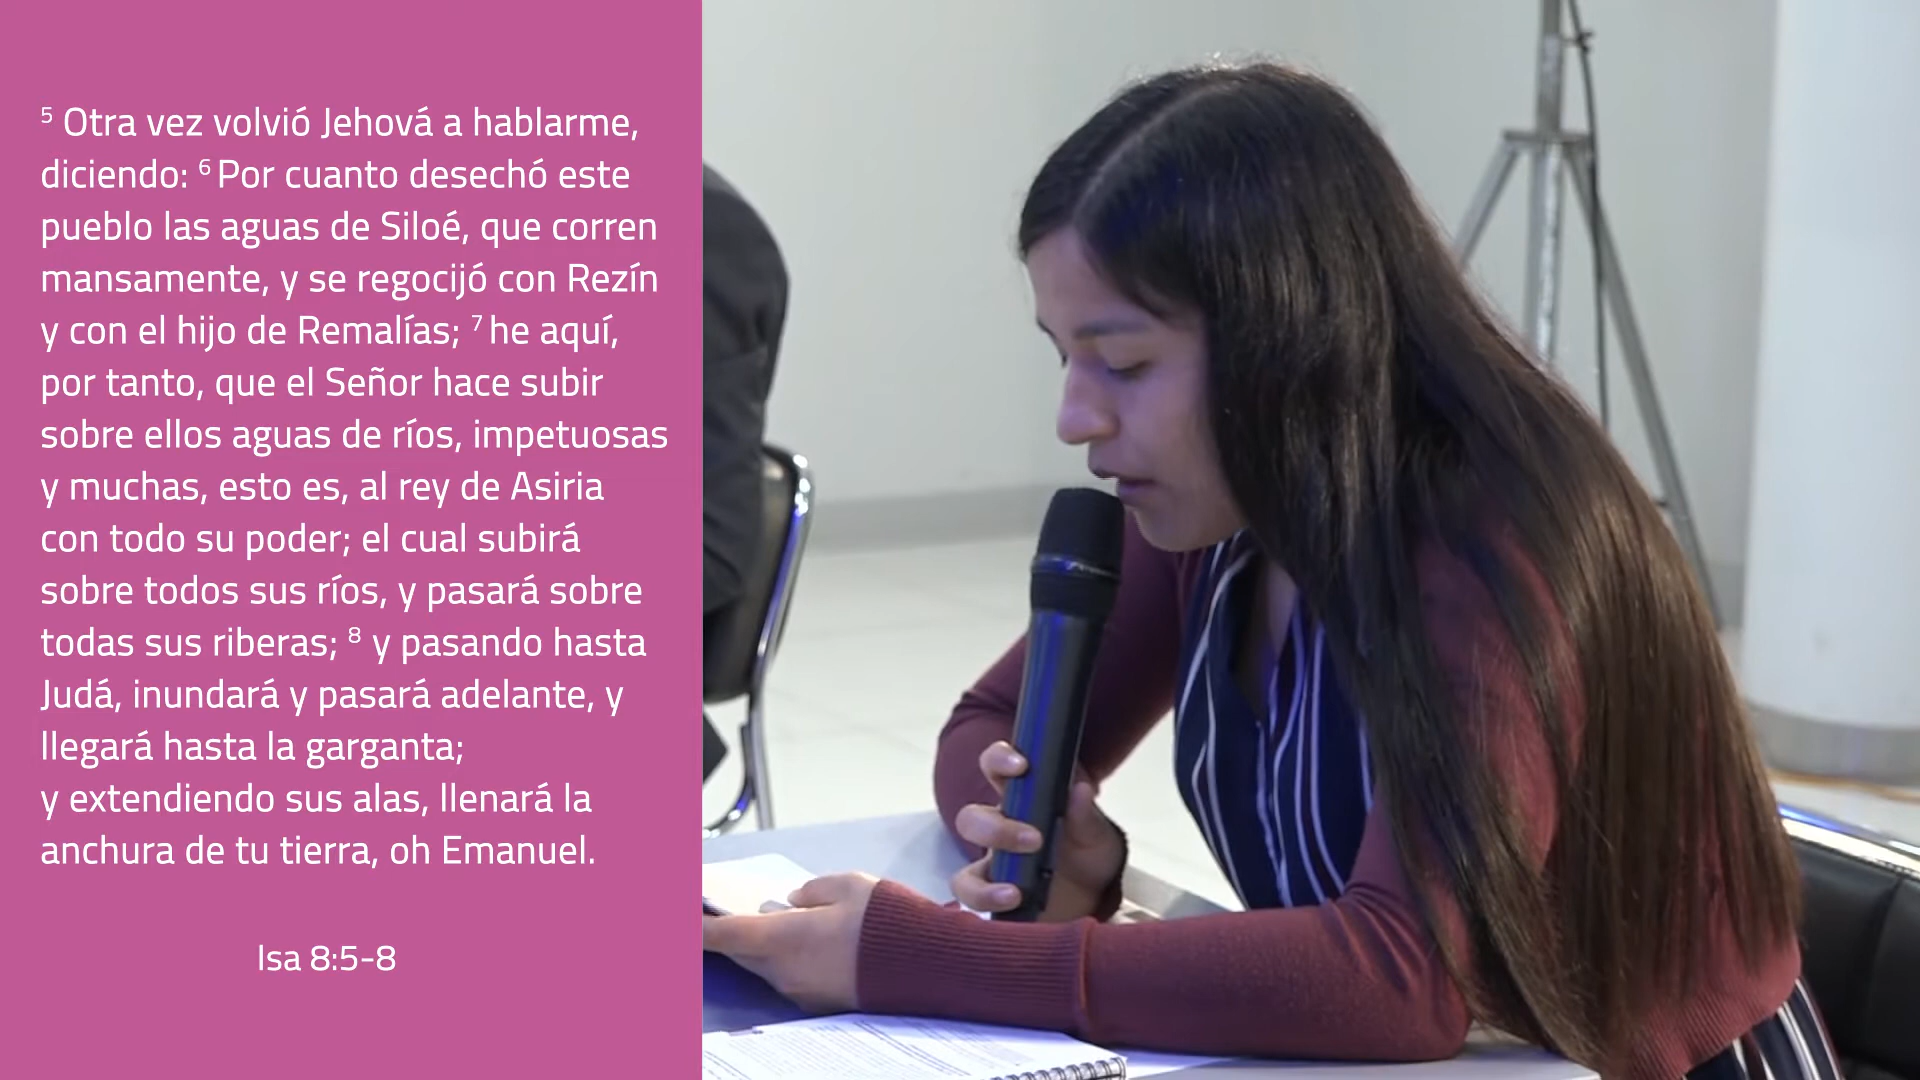 5 Otra vez volvió Jehová a hablarme,
diciendo: 6 Por cuanto desechó este
pueblo las aguas de Siloé, que corren
mansamente, y se regocijó con Rezín
y con el hijo de Remalías; 7 he aquí,
por tanto, que el Señor hace subir
sobre ellos aguas de ríos, impetuosas
y muchas, esto es, al rey de Asiria
con todo su poder; el cual subirá
sobre todos sus ríos, y pasará sobre
todas sus riberas; 8 y pasando hasta
Judá, inundará y pasará adelante, y
llegará hasta la garganta;
y extendiendo sus alas, llenará la
anchura de tu tierra, oh Emanuel.
Isa 8:5-8